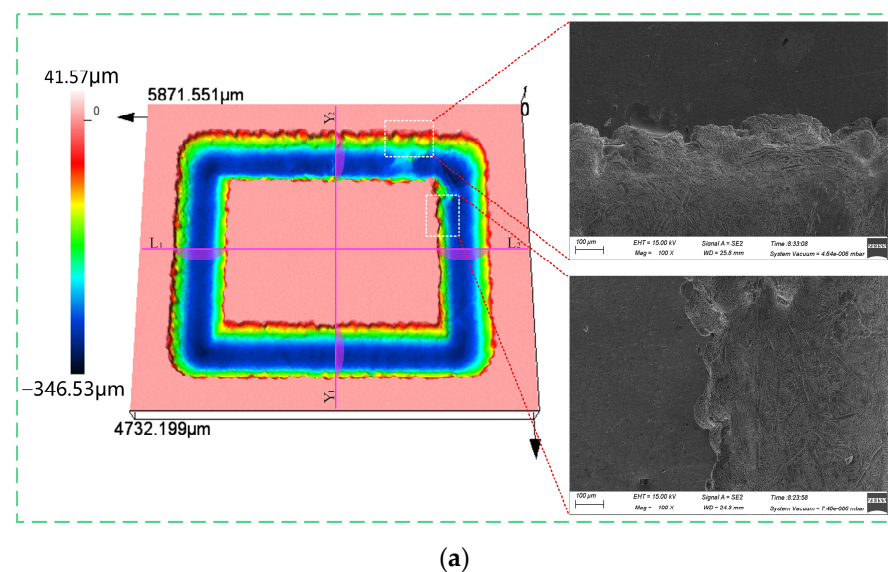 41.57μm
0
−346.53μm
5871.551μm
0
Y₂
L₁
L₂
Y₁
4732.199μm
100 μm
EHT = 15.00 kV
Signal A = SE2
Time :8:33:08
Mag = 100 X
WD = 25.8 mm
System Vacuum = 4.64e-006 mbar
ZEISS
100 μm
EHT = 15.00 kV
Signal A = SE2
Time :8:23:58
Mag = 100 X
WD = 24.9 mm
System Vacuum = 7.40e-006 mbar
ZEISS
(a)